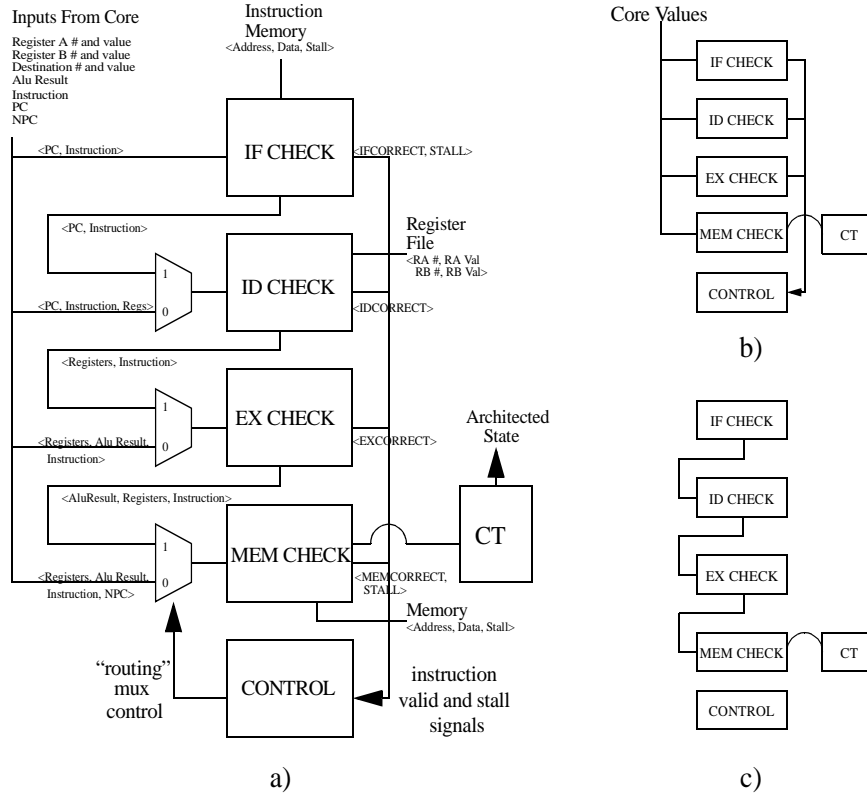 Inputs From Core
Register A # and value
Register B # and value
Destination # and value
Alu Result
Instruction
PC
NPC
Instruction
Memory
<Address, Data, Stall>
<PC, Instruction>
IF CHECK
<IFCORRECT, STALL>
<PC, Instruction>
Register
File
<RA #, RA Val
RB #, RB Val>
1
0
ID CHECK
<PC, Instruction, Regs>
<IDCORRECT>
<Registers, Instruction>
1
0
EX CHECK
<Registers, Alu Result,
Instruction>
<EXCORRECT>
Architected
State
<AluResult, Registers, Instruction>
1
0
MEM CHECK
CT
<Registers, Alu Result,
Instruction, NPC>
<MEMCORRECT,
STALL>
Memory
<Address, Data, Stall>
“routing”
mux
control
CONTROL
instruction
valid and stall
signals
a)
Core Values
IF CHECK
ID CHECK
EX CHECK
MEM CHECK
CT
CONTROL
b)
IF CHECK
ID CHECK
EX CHECK
MEM CHECK
CT
CONTROL
c)